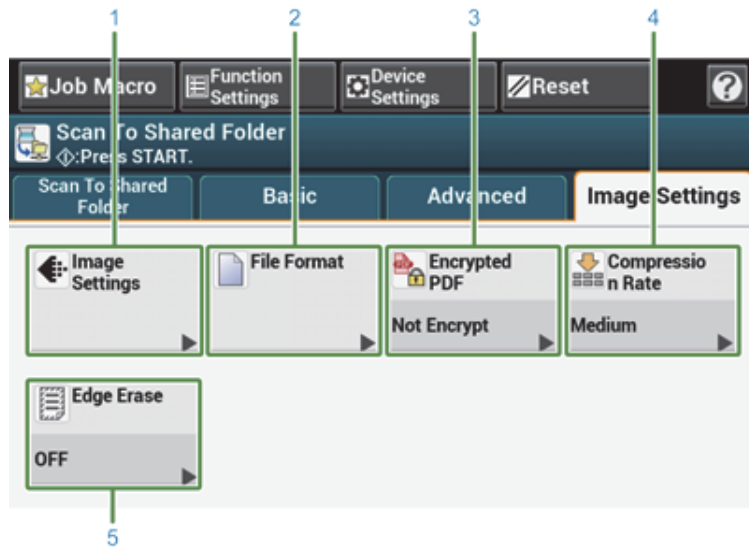 1 2 3 4
Job Macro Function Settings Device Settings Reset ?
Scan To Shared Folder
:Press START.
Scan To Shared Folder Basic Advanced Image Settings
Image Settings File Format Encrypted PDF Compressio n Rate
Not Encrypt Medium
Edge Erase
OFF
5